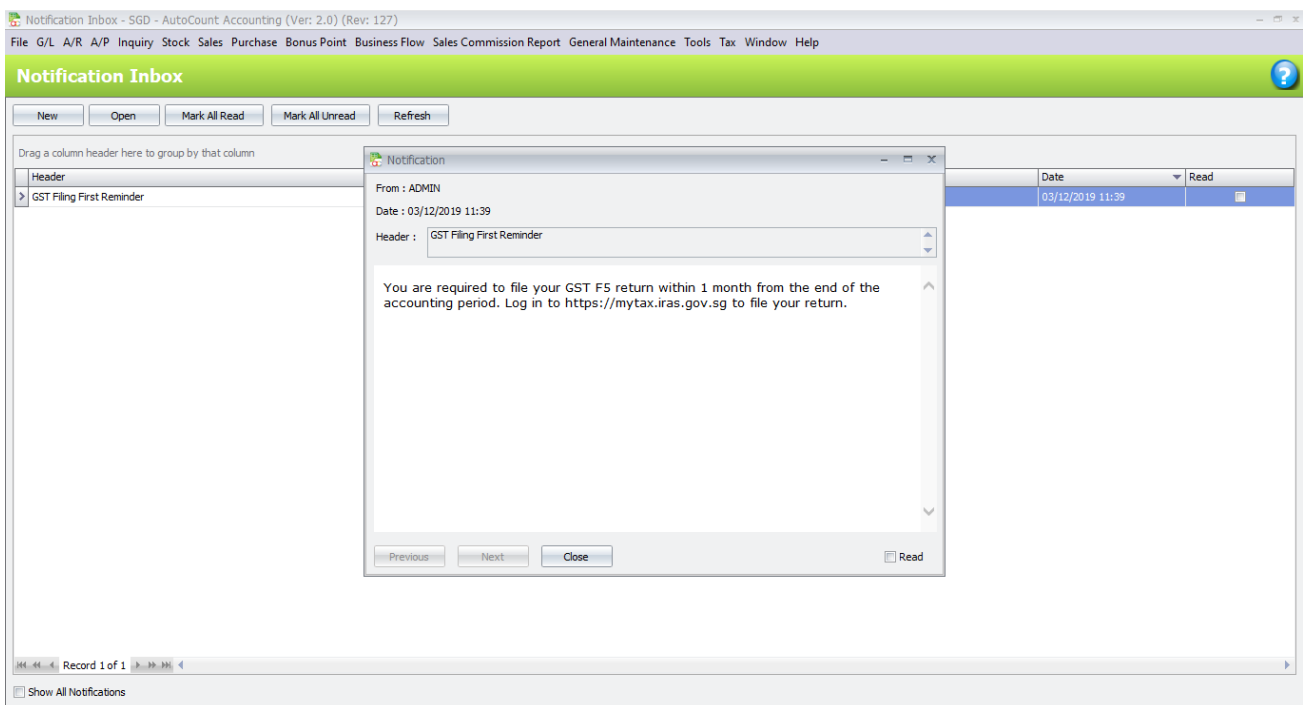 Notification Inbox - SGD - AutoCount Accounting (Ver: 2.0) (Rev: 127)
File G/L A/R A/P Inquiry Stock Sales Purchase Bonus Point Business Flow Sales Commission Report General Maintenance Tools Tax Window Help
Notification Inbox
New Open Mark All Read Mark All Unread Refresh
Drag a column header here to group by that column
Header Date Read
GST Filing First Reminder 03/12/2019 11:39
Notification
From : ADMIN
Date : 03/12/2019 11:39
Header : GST Filing First Reminder
You are required to file your GST F5 return within 1 month from the end of the
accounting period. Log in to https://mytax.iras.gov.sg to file your return.
Previous Next Close Read
Record 1 of 1
Show All Notifications